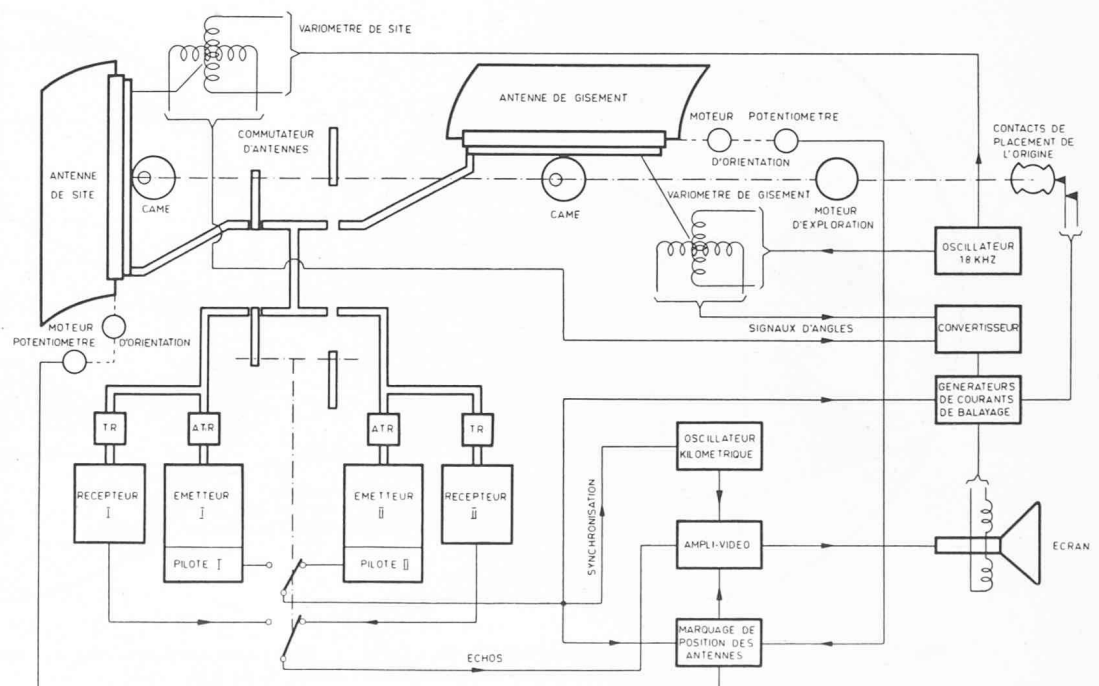 VARIOMETRE DE SITE
ANTENNE DE GISEMENT
MOTEUR
POTENTIOMETRE
D'ORIENTATION
CONTACTS DE
PLACEMENT DE
L'ORIGINE
COMMUTATEUR
D'ANTENNES
ANTENNE
DE SITE
CAME
CAME
VARIOMETRE DE GISEMENT
MOTEUR
D'EXPLORATION
OSCILLATEUR
18 KHZ
SIGNAUX D'ANGLES
CONVERTISSEUR
MOTEUR
POTENTIOMETRE
D'ORIENTATION
GENERATEURS
DE COURANTS
DE BALAYAGE
T.R
A.T.R
A.T.R
T.R
OSCILLATEUR
KILOMETRIQUE
RECEPTEUR
I
EMETTEUR
I
EMETTEUR
II
RECEPTEUR
II
SYNCHRONISATION
AMPLI-VIDEO
ECRAN
PILOTE I
PILOTE II
MARQUAGE DE
POSITION DES
ANTENNES
ECHOS